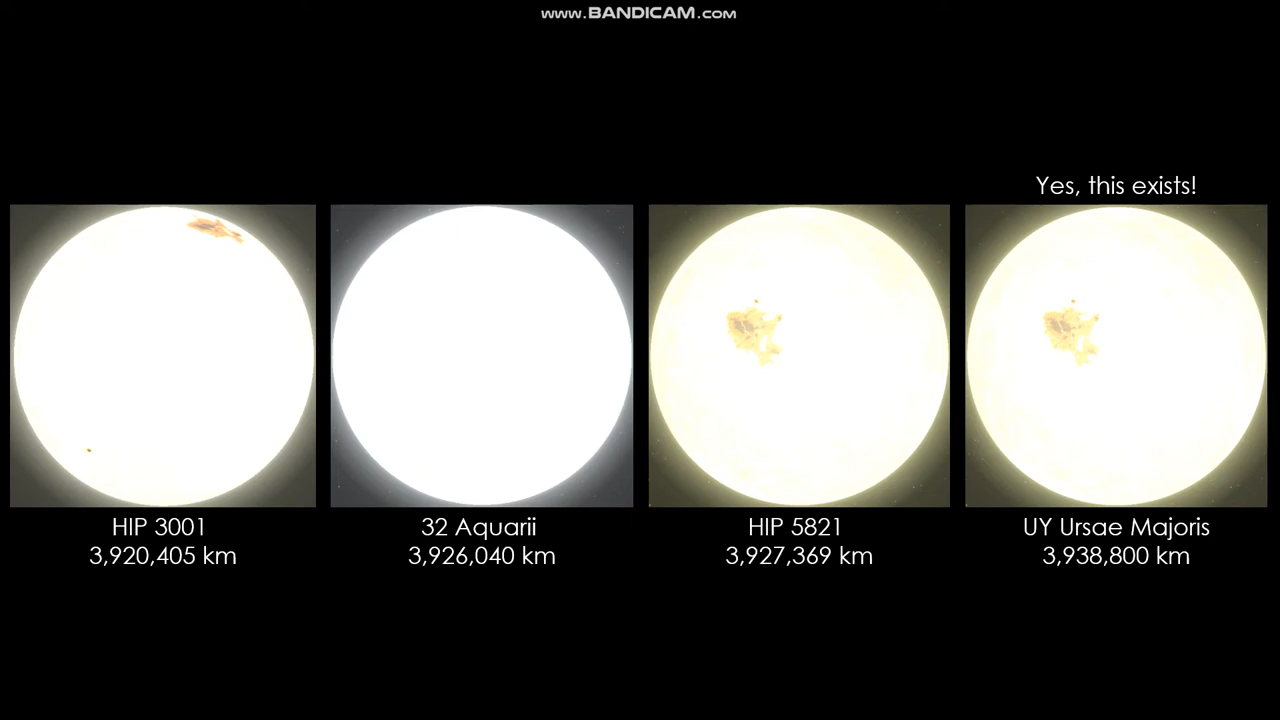 www.BANDICAM.com
Yes, this exists!
HIP 3001
3,920,405 km
32 Aquarii
3,926,040 km
HIP 5821
3,927,369 km
UY Ursae Majoris
3,938,800 km